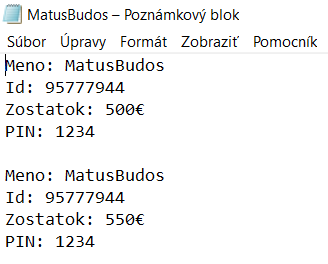 MatusBudos – Poznámkový blok
Súbor Úpravy Formát Zobraziť Pomocník
Meno: MatusBudos
Id: 95777944
Zostatok: 500€
PIN: 1234
Meno: MatusBudos
Id: 95777944
Zostatok: 550€
PIN: 1234